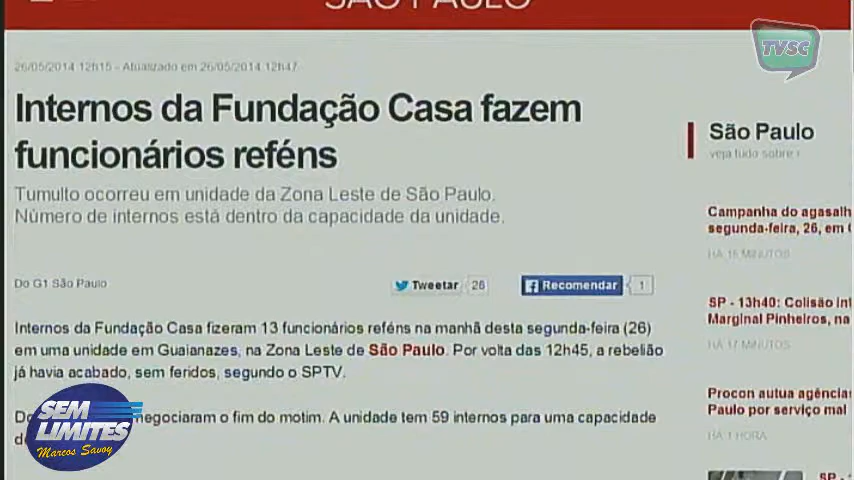 SÃO PAULO
TVSC
26/05/2014 12h15 - Atualizado em 26/05/2014 12h47
Internos da Fundação Casa fazem
funcionários reféns
Tumulto ocorreu em unidade da Zona Leste de São Paulo.
Número de internos está dentro da capacidade da unidade.
Do G1 São Paulo
Tweetar 26
Recomendar 1
Internos da Fundação Casa fizeram 13 funcionários reféns na manhã desta segunda-feira (26)
em uma unidade em Guaianazes, na Zona Leste de São Paulo. Por volta das 12h45, a rebelião
já havia acabado, sem feridos, segundo o SPTV.
negociaram o fim do motim. A unidade tem 59 internos para uma capacidade
São Paulo
veja tudo sobre
Campanha do agasalh
segunda-feira, 26, em
HÁ 16 MINUTOS
SP - 13h40: Colisão int
Marginal Pinheiros, na
HÁ 17 MINUTOS
Procon autua agência
Paulo por serviço mal
HÁ 1 HORA
SP -
SEM
LIMITES
Marcos Savoy